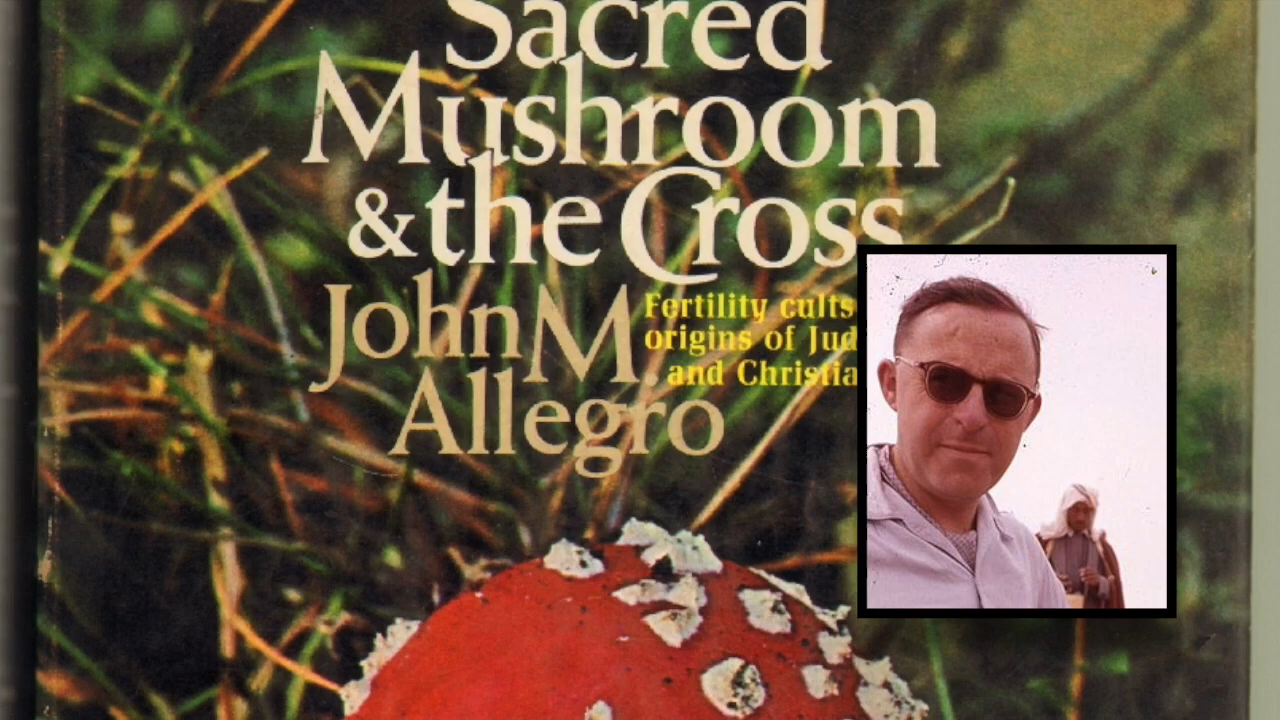 Sacred
Mushroom
& the Cross
John M.
Allegro
Fertility cults
origins of Jud
and Christia